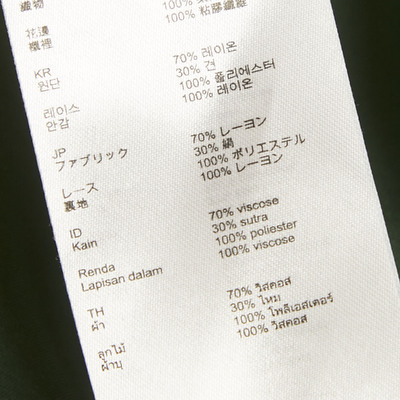 織物
100% 粘膠纖維
花邊
襯裡
KR 70% 레이온
원단 30% 견
100% 폴리에스터
레이스 100% 레이온
안감
JP 70% レーヨン
ファブリック 30% 絹
100% ポリエステル
レース 100% レーヨン
裏地
ID 70% viscose
Kain 30% sutra
100% poliester
Renda 100% viscose
Lapisan dalam
TH 70% วิสคอส
ผ้า 30% ไหม
100% โพลีเอสเตอร์
ลูกไม้ 100% วิสคอส
ผ้าบุ